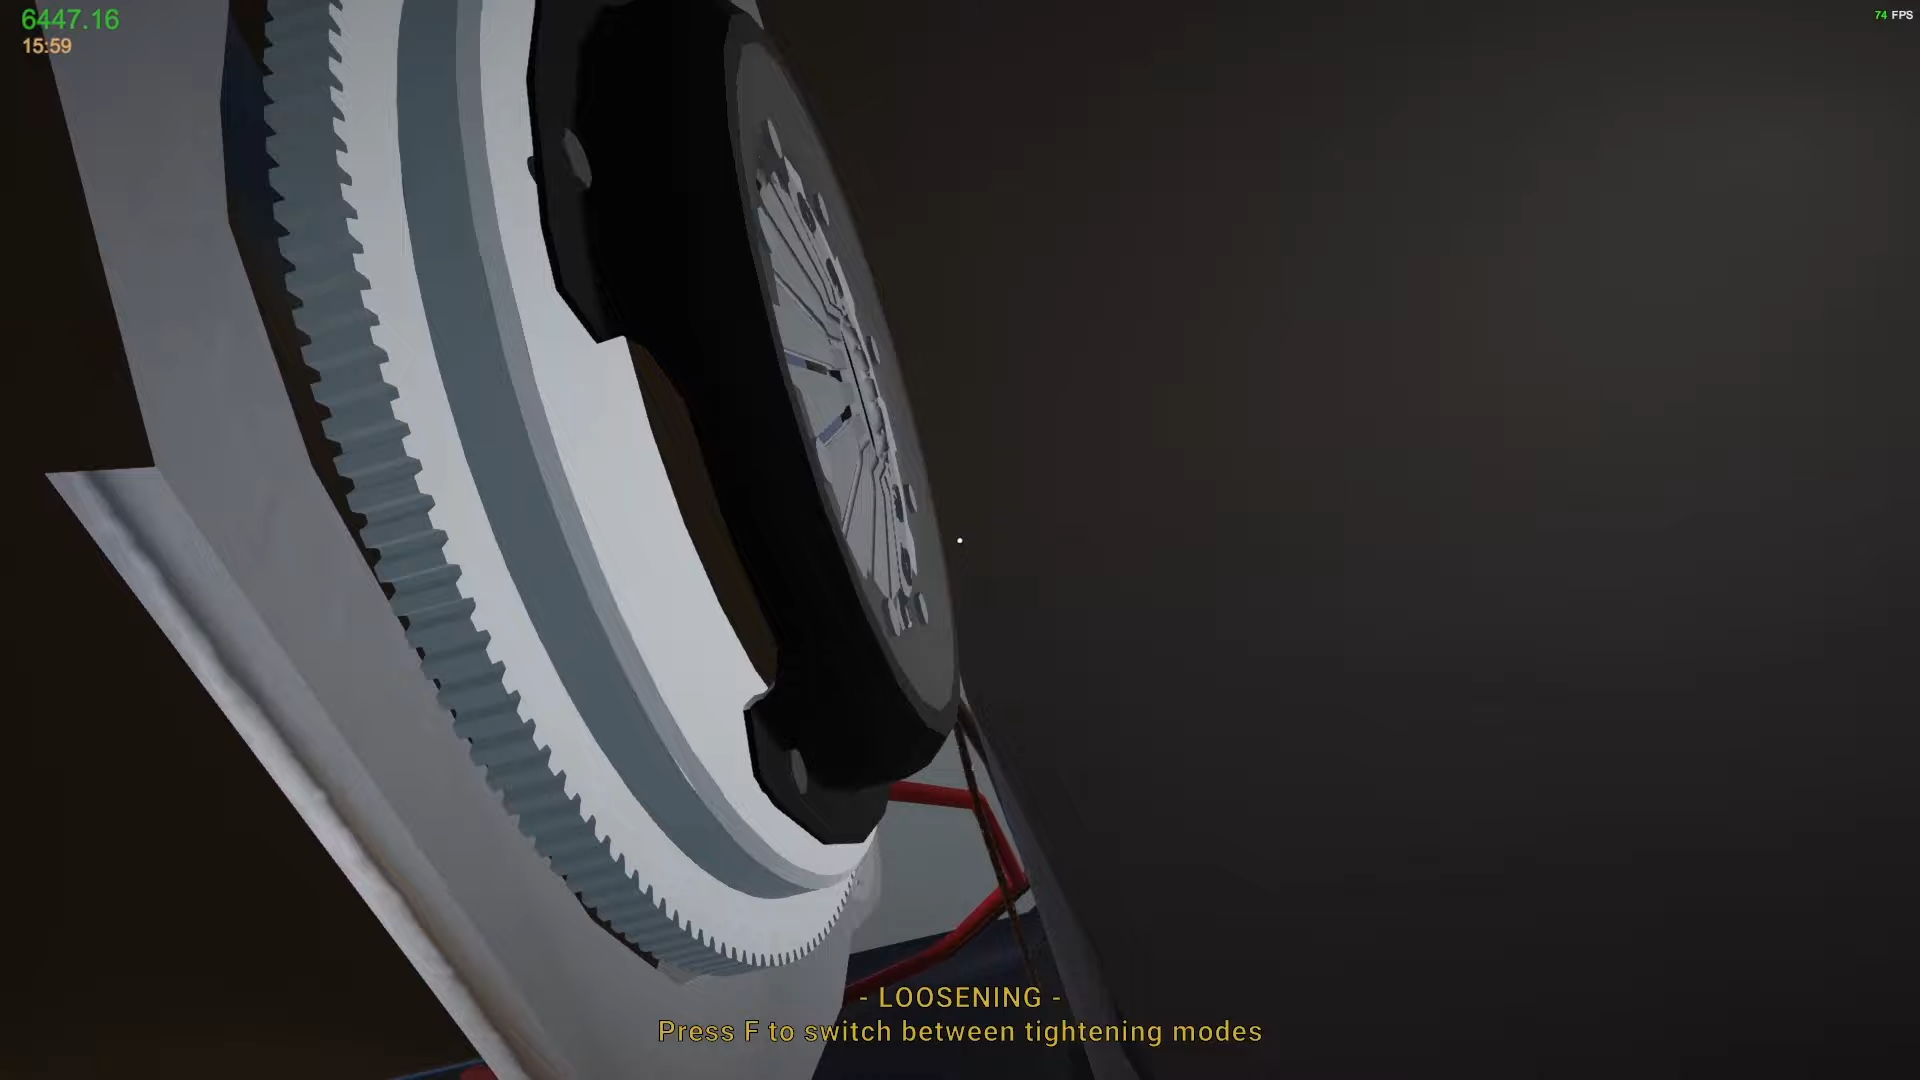 6447.16
74 FPS
15:59
- LOOSENING -
Press F to switch between tightening modes